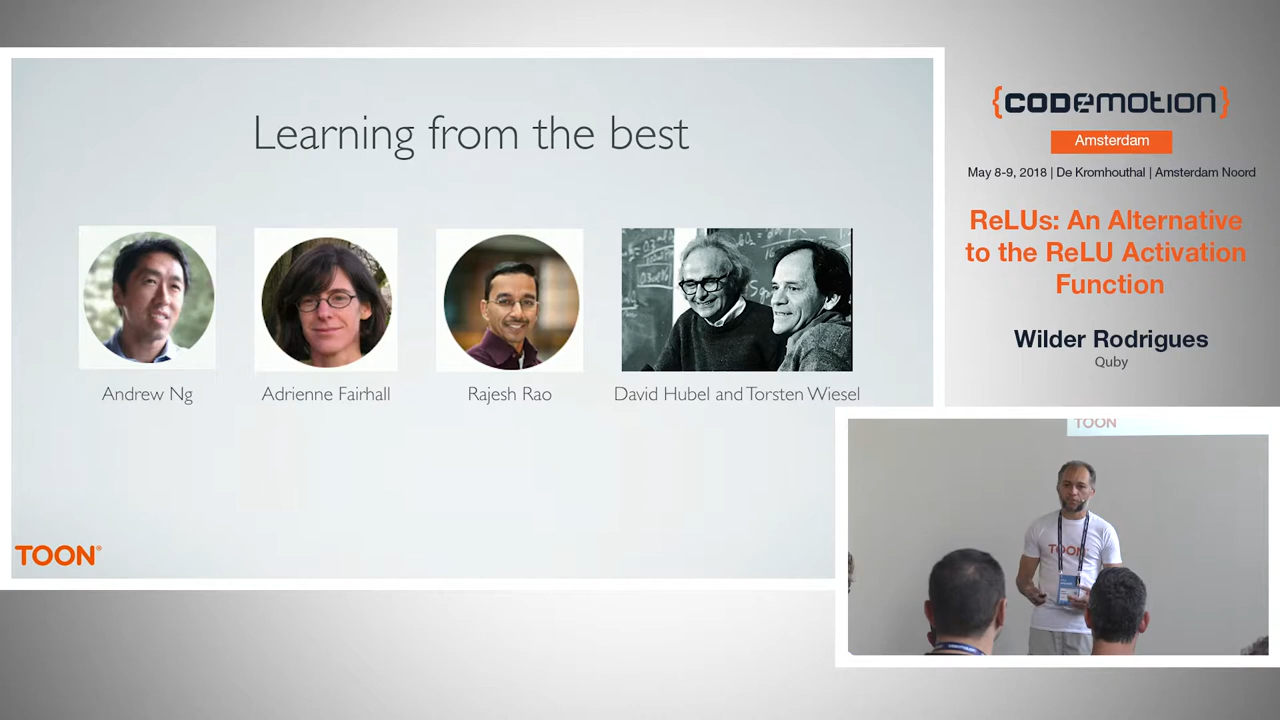 Learning from the best
Andrew Ng
Adrienne Fairhall
Rajesh Rao
David Hubel and Torsten Wiesel
TOON®
{CODEMOTION}
Amsterdam
May 8-9, 2018 | De Kromhouthal | Amsterdam Noord
ReLUs: An Alternative
to the ReLU Activation
Function
Wilder Rodrigues
Quby
TOON
TOON